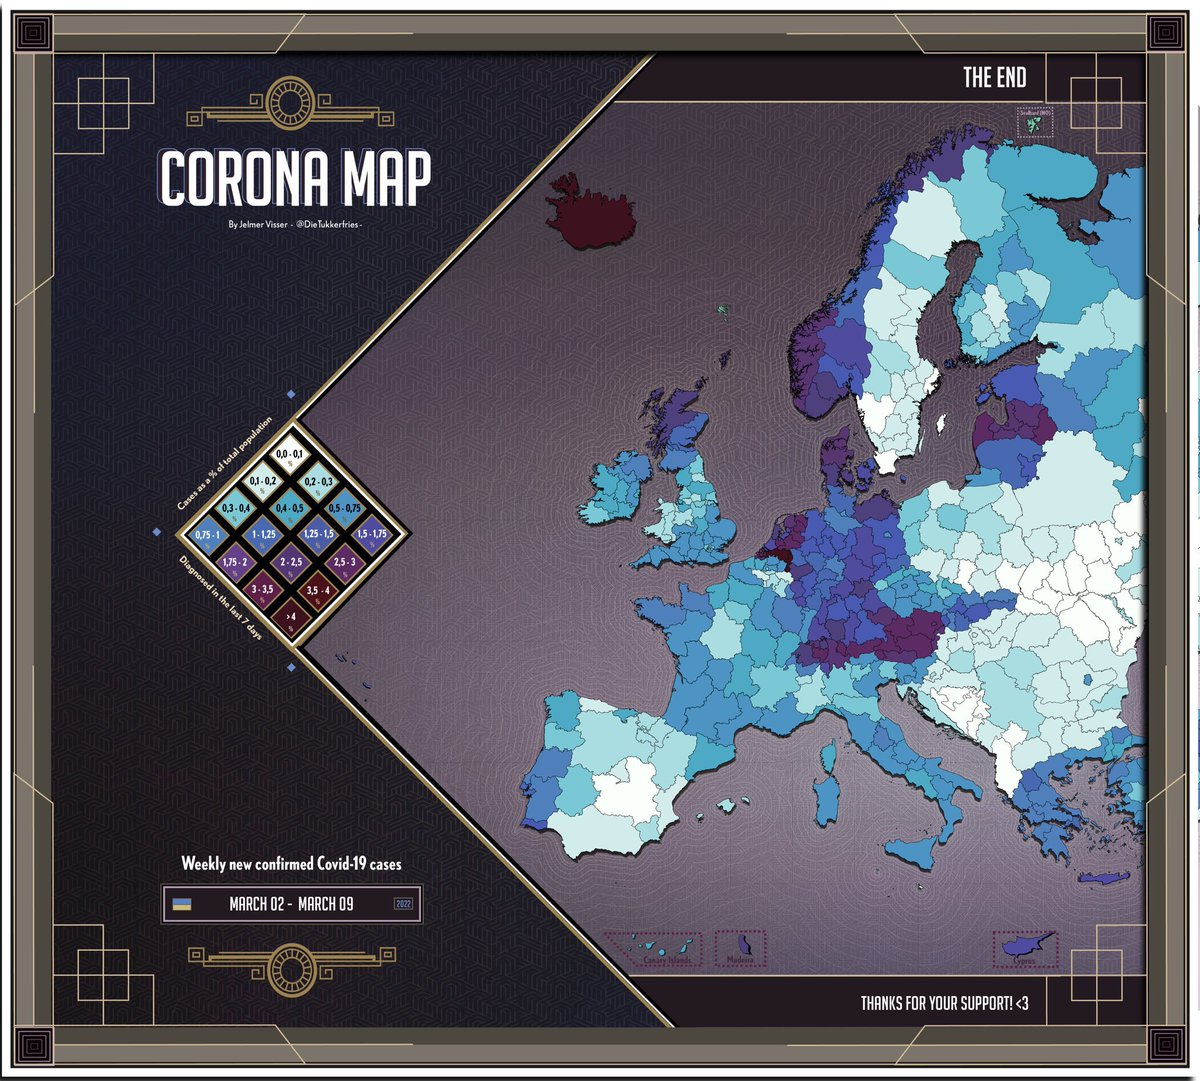 THE END
Svalbard (NO)
CORONA MAP
By Jelmer Visser - @DieTukkerfries-
Cases as a % of total population
0,0 - 0,1
%
0,1 - 0,2
%
0,2 - 0,3
%
0,3 - 0,4
%
0,4 - 0,5
%
0,5 - 0,75
%
0,75 - 1
%
1 - 1,25
%
1,25 - 1,5
%
1,5 - 1,75
%
1,75 - 2
%
2 - 2,5
%
2,5 - 3
%
3 - 3,5
%
3,5 - 4
%
>4
%
Diagnosed in the last 7 days
Weekly new confirmed Covid-19 cases
MARCH 02 - MARCH 09
2022
Canary Islands
Madeira
Cyprus
THANKS FOR YOUR SUPPORT! <3